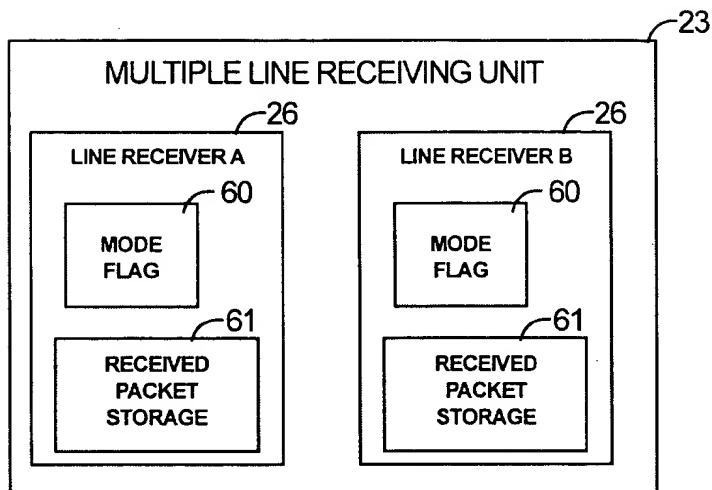 23
MULTIPLE LINE RECEIVING UNIT
26
26
LINE RECEIVER A
LINE RECEIVER B
60
60
MODE
FLAG
MODE
FLAG
61
61
RECEIVED
PACKET
STORAGE
RECEIVED
PACKET
STORAGE